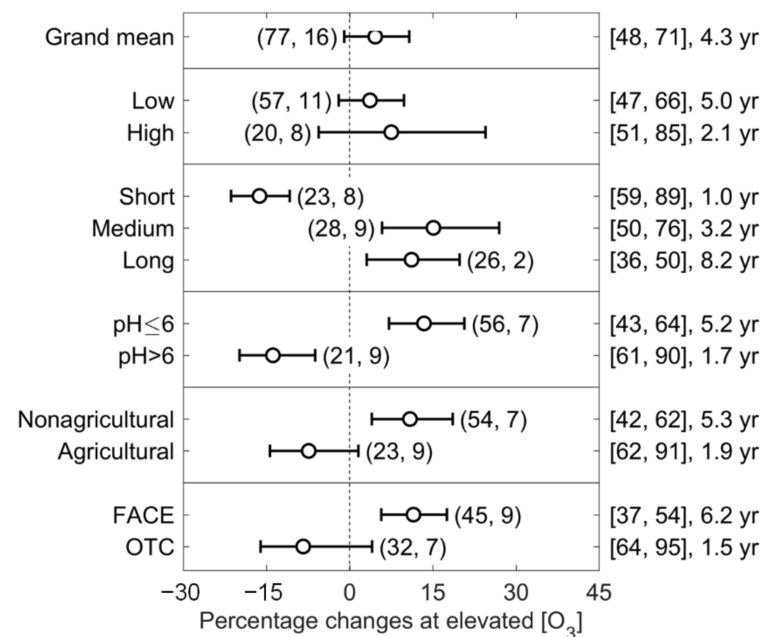 Grand mean (77, 16) [48, 71], 4.3 yr
Low (57, 11) [47, 66], 5.0 yr
High (20, 8) [51, 85], 2.1 yr
Short (23, 8) [59, 89], 1.0 yr
Medium (28, 9) [50, 76], 3.2 yr
Long (26, 2) [36, 50], 8.2 yr
pH≤6 (56, 7) [43, 64], 5.2 yr
pH>6 (21, 9) [61, 90], 1.7 yr
Nonagricultural (54, 7) [42, 62], 5.3 yr
Agricultural (23, 9) [62, 91], 1.9 yr
FACE (45, 9) [37, 54], 6.2 yr
OTC (32, 7) [64, 95], 1.5 yr
−30 −15 0 15 30 45
Percentage changes at elevated [O₃]